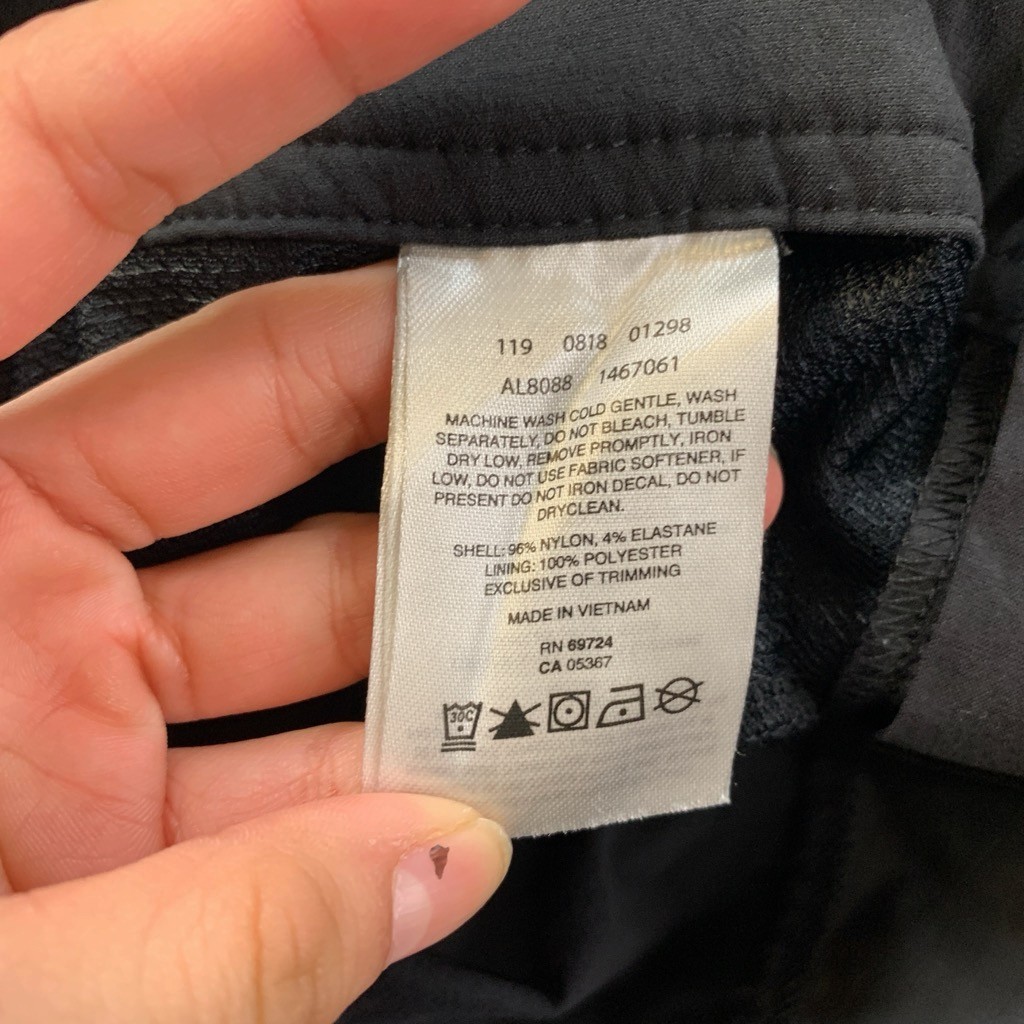 119 0818 01298
AL8088 1467061
MACHINE WASH COLD GENTLE, WASH
SEPARATELY, DO NOT BLEACH, TUMBLE
DRY LOW, REMOVE PROMPTLY, IRON
LOW, DO NOT USE FABRIC SOFTENER, IF
PRESENT DO NOT IRON DECAL, DO NOT
DRYCLEAN.
SHELL: 96% NYLON, 4% ELASTANE
LINING: 100% POLYESTER
EXCLUSIVE OF TRIMMING
MADE IN VIETNAM
RN 69724
CA 05367
30C